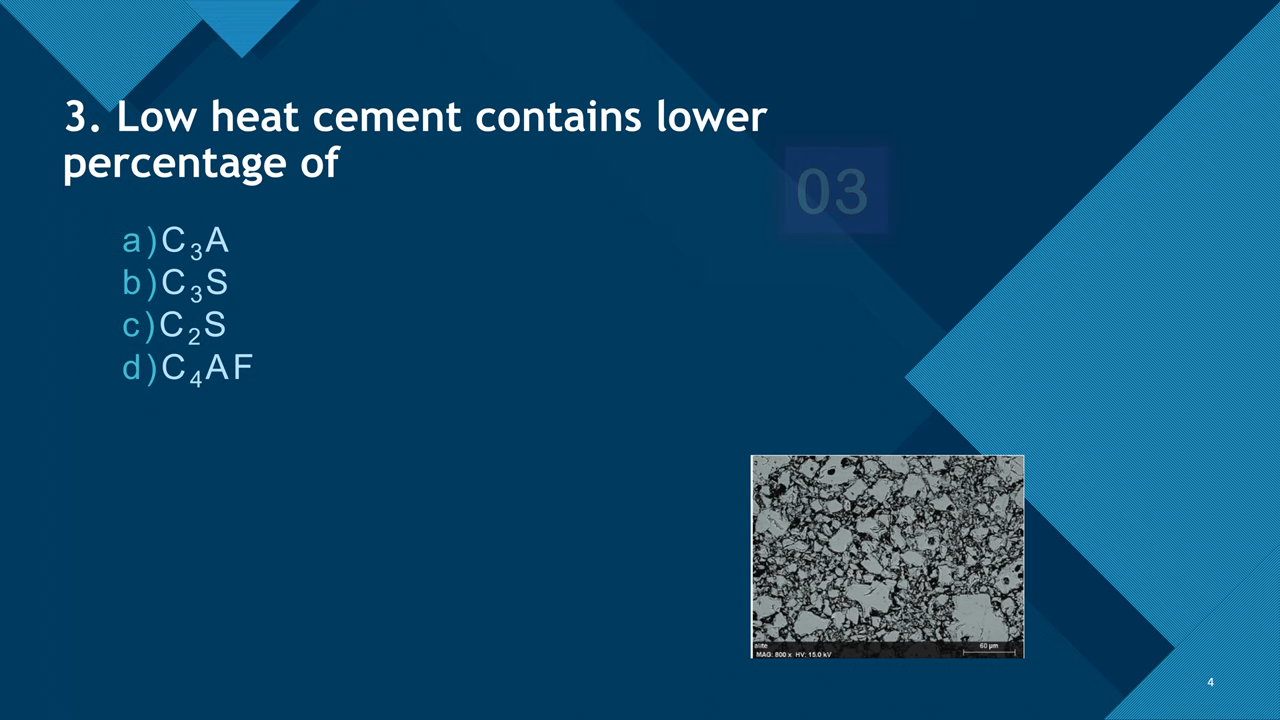 3. Low heat cement contains lower
percentage of
03
a)C3A
b)C3S
c)C2S
d)C4AF
alite
MAG: 800 x HV: 15.0 kV
60 µm
4